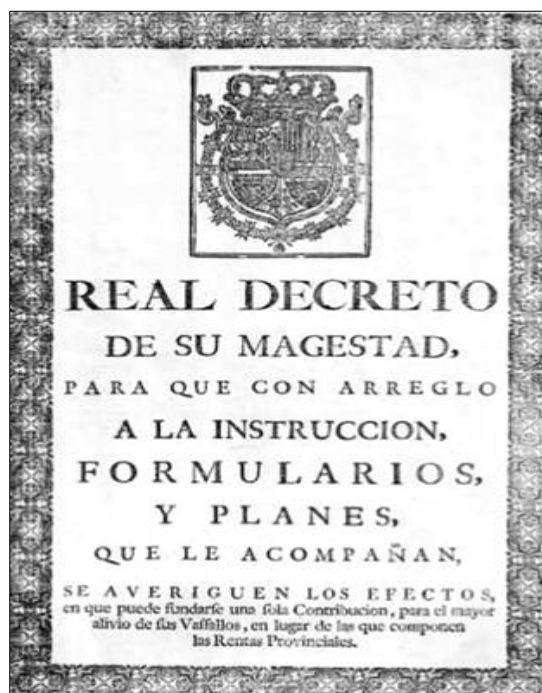 REAL DECRETO
DE SU MAGESTAD,
PARA QUE CON ARREGLO
A LA INSTRUCCION,
FORMULARIOS,
Y PLANES,
QUE LE ACOMPAÑAN,
SE AVERIGUEN LOS EFECTOS,
en que puede fundarſe una ſola Contribucion, para el mayor
alivio de ſus Vaſſallos, en lugar de las que componen
las Rentas Provinciales.